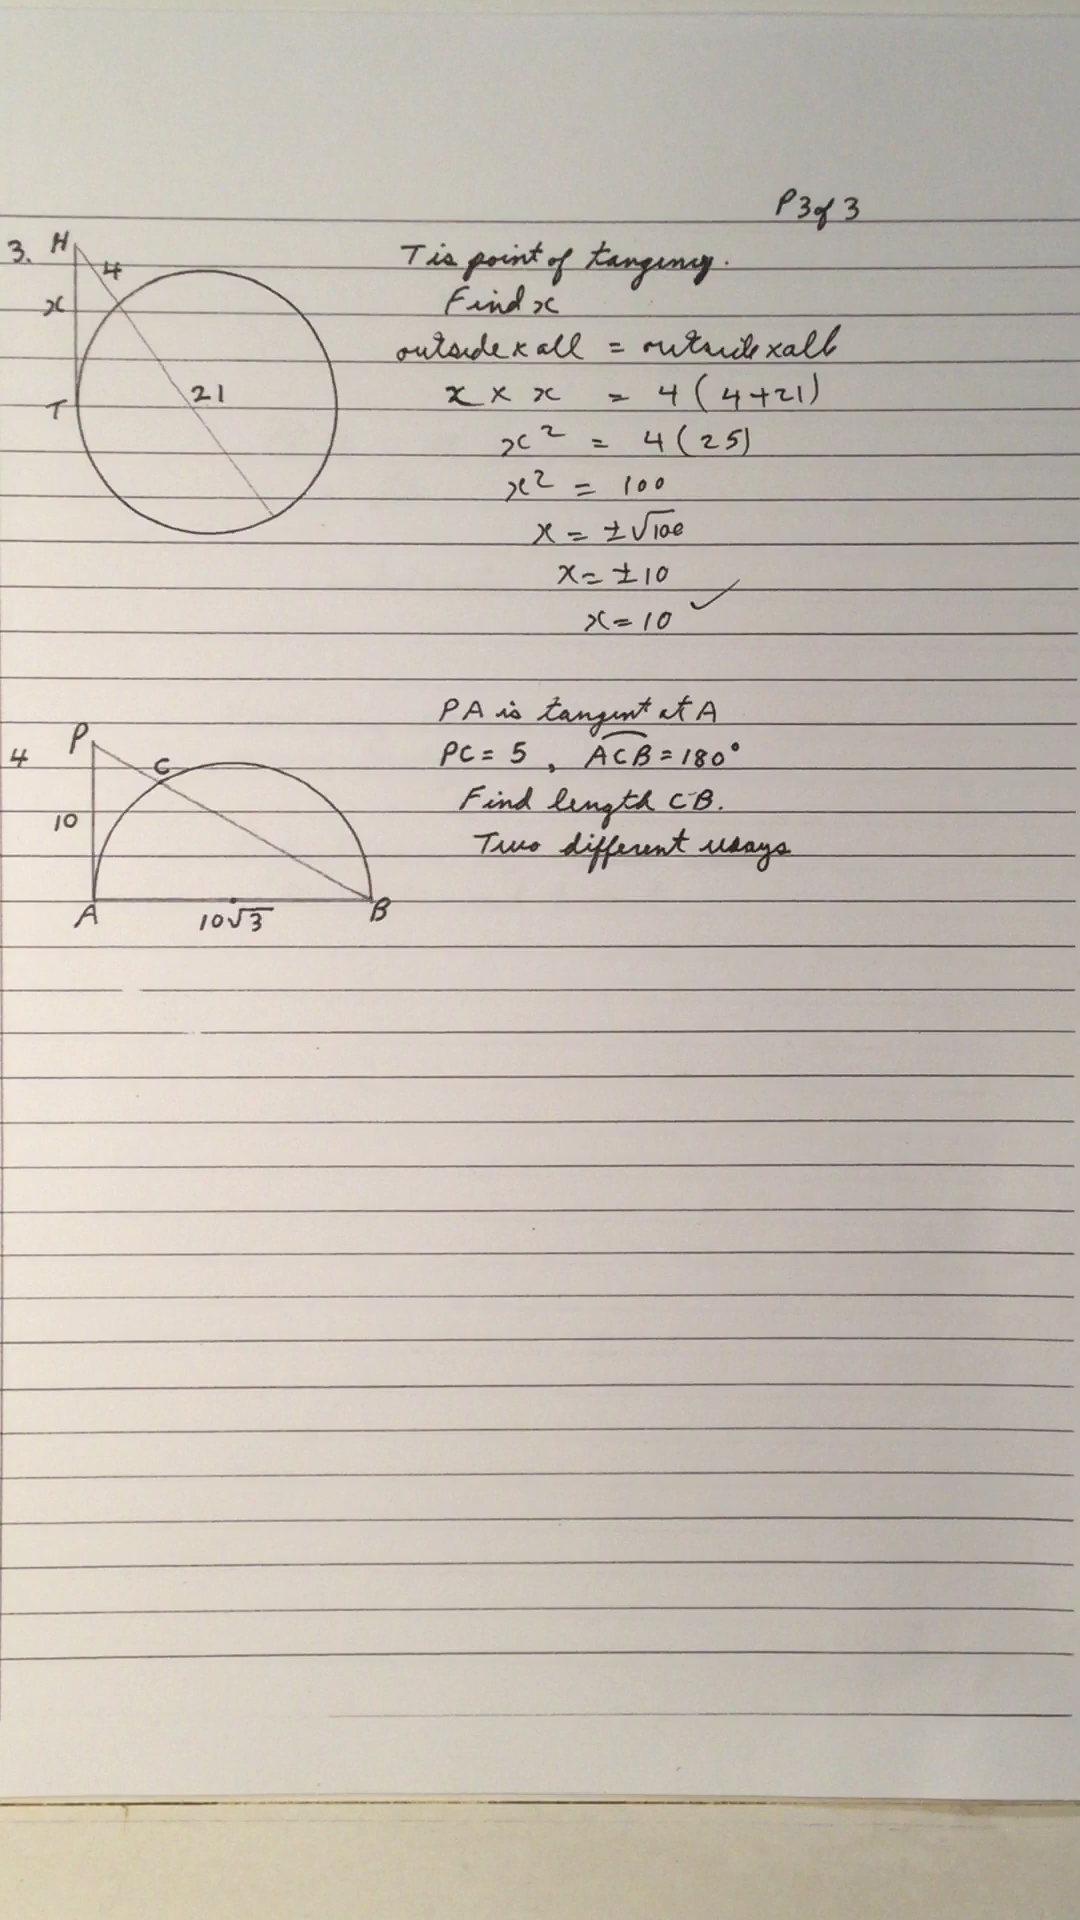 P3of 3
3. H
4
x
21
T
T is point of tangency.
Find x
outside x all = outside x all
x × x = 4 (4+21)
x² = 4(25)
x² = 100
x = ±√100
x = ±10
x = 10 ✓
4
P
C
10
A
10√3
B
PA is tangent at A
PC = 5 , ACB = 180°
Find length CB.
Two different ways